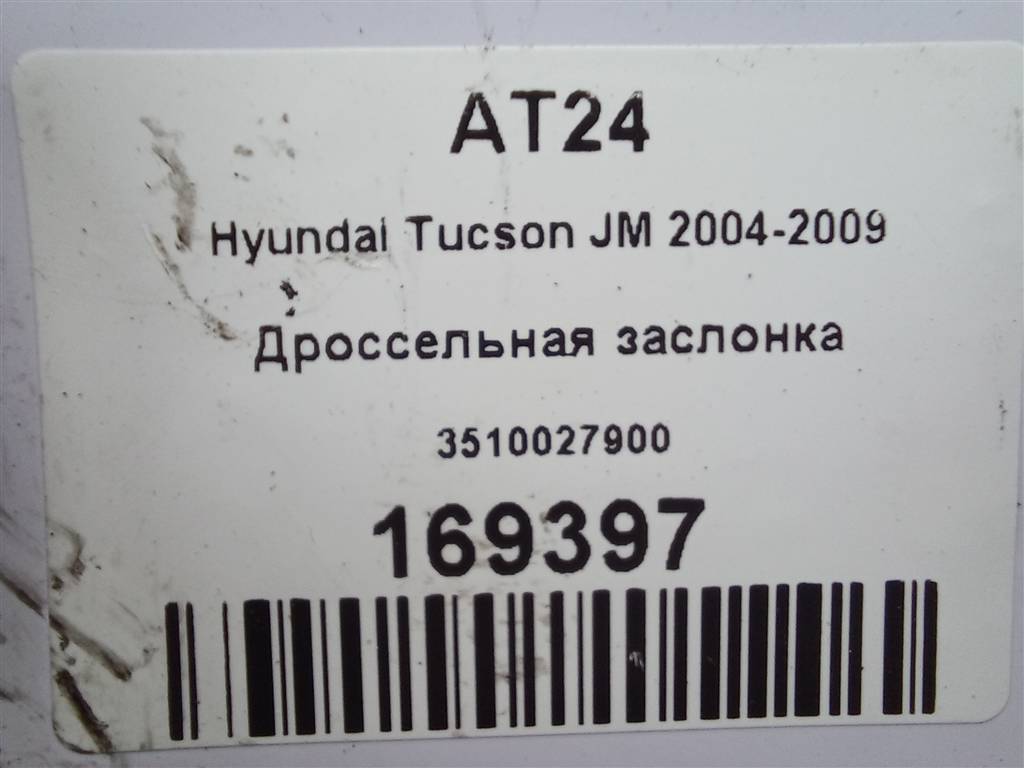 AT24
Hyundai Tucson JM 2004-2009
Дроссельная заслонка
3510027900
169397